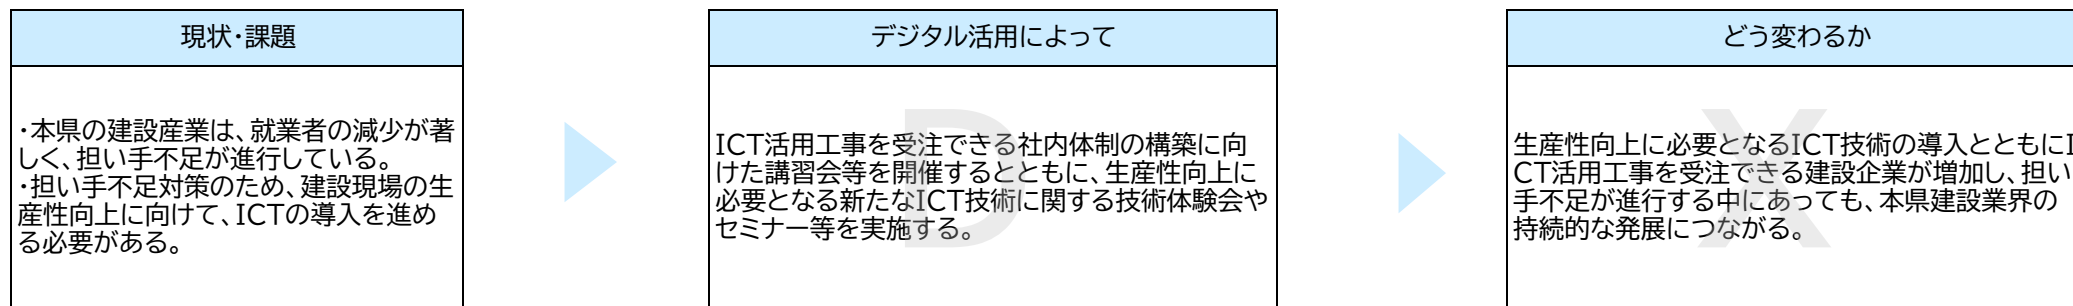 現状・課題
・本県の建設産業は、就業者の減少が著
しく、担い手不足が進行している。
・担い手不足対策のため、建設現場の生
産性向上に向けて、ICTの導入を進め
る必要がある。
デジタル活用によって
D
ICT活用工事を受注できる社内体制の構築に向
けた講習会等を開催するとともに、生産性向上に
必要となる新たなICT技術に関する技術体験会や
セミナー等を実施する。
どう変わるか
X
生産性向上に必要となるICT技術の導入とともにI
CT活用工事を受注できる建設企業が増加し、担い
手不足が進行する中にあっても、本県建設業界の
持続的な発展につながる。